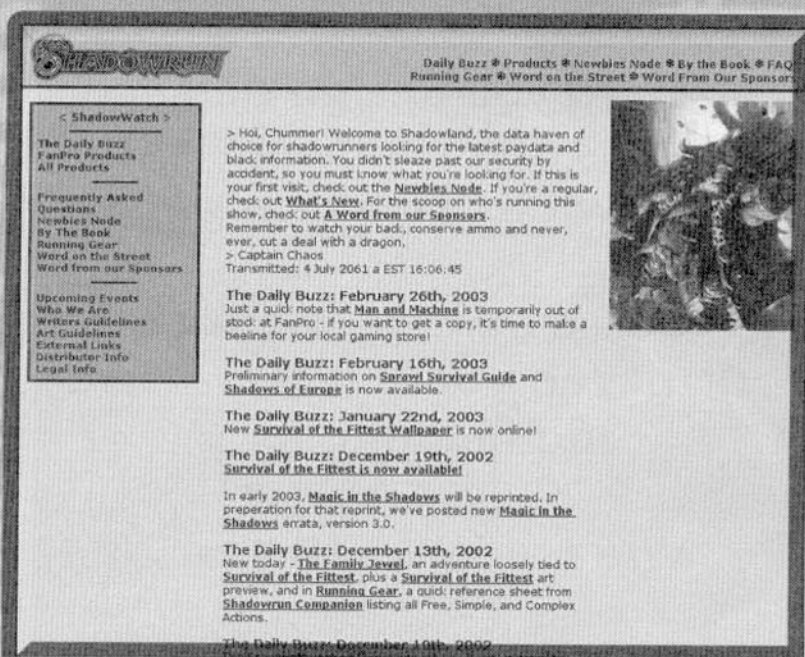 SHADOWRUN
Daily Buzz * Products * Newbies Node * By the Book * FAQ
Running Gear * Word on the Street * Word From Our Sponsors
< ShadowWatch >
The Daily Buzz
FanPro Products
All Products
Frequently Asked
Questions
Newbies Node
By The Book
Running Gear
Word on the Street
Word from our Sponsors
Upcoming Events
Who We Are
Writers Guidelines
Art Guidelines
External Links
Distributor Info
Legal Info
> Hoi, Chummer! Welcome to Shadowland, the data haven of
choice for shadowrunners looking for the latest paydata and
black information. You didn't sleaze past our security by
accident, so you must know what you're looking for. If this
is your first visit, check out the Newbies Node. If you're a regular,
check out What's New. For the scoop on who's running this
show, check out A Word from our Sponsors.
Remember to watch your back, conserve ammo and never,
ever, cut a deal with a dragon,
> Captain Chaos
Transmitted: 4 July 2061 a EST 16:06:45
The Daily Buzz: February 26th, 2003
Just a quick note that Man and Machine is temporarily out of
stock at FanPro - if you want to get a copy, it's time to make a
beeline for your local gaming store!
The Daily Buzz: February 16th, 2003
Preliminary information on Sprawl Survival Guide and
Shadows of Europe is now available.
The Daily Buzz: January 22nd, 2003
New Survival of the Fittest Wallpaper is now online!
The Daily Buzz: December 19th, 2002
Survival of the Fittest is now available!
In early 2003, Magic in the Shadows will be reprinted. In
preperation for that reprint, we've posted new Magic in the
Shadows errata, version 3.0.
The Daily Buzz: December 13th, 2002
New today - The Family Jewel, an adventure loosely tied to
Survival of the Fittest, plus a Survival of the Fittest art
preview, and in Running Gear, a quick reference sheet from
Shadowrun Companion listing all Free, Simple, and Complex
Actions.
The Daily Buzz: December 10th, 2002